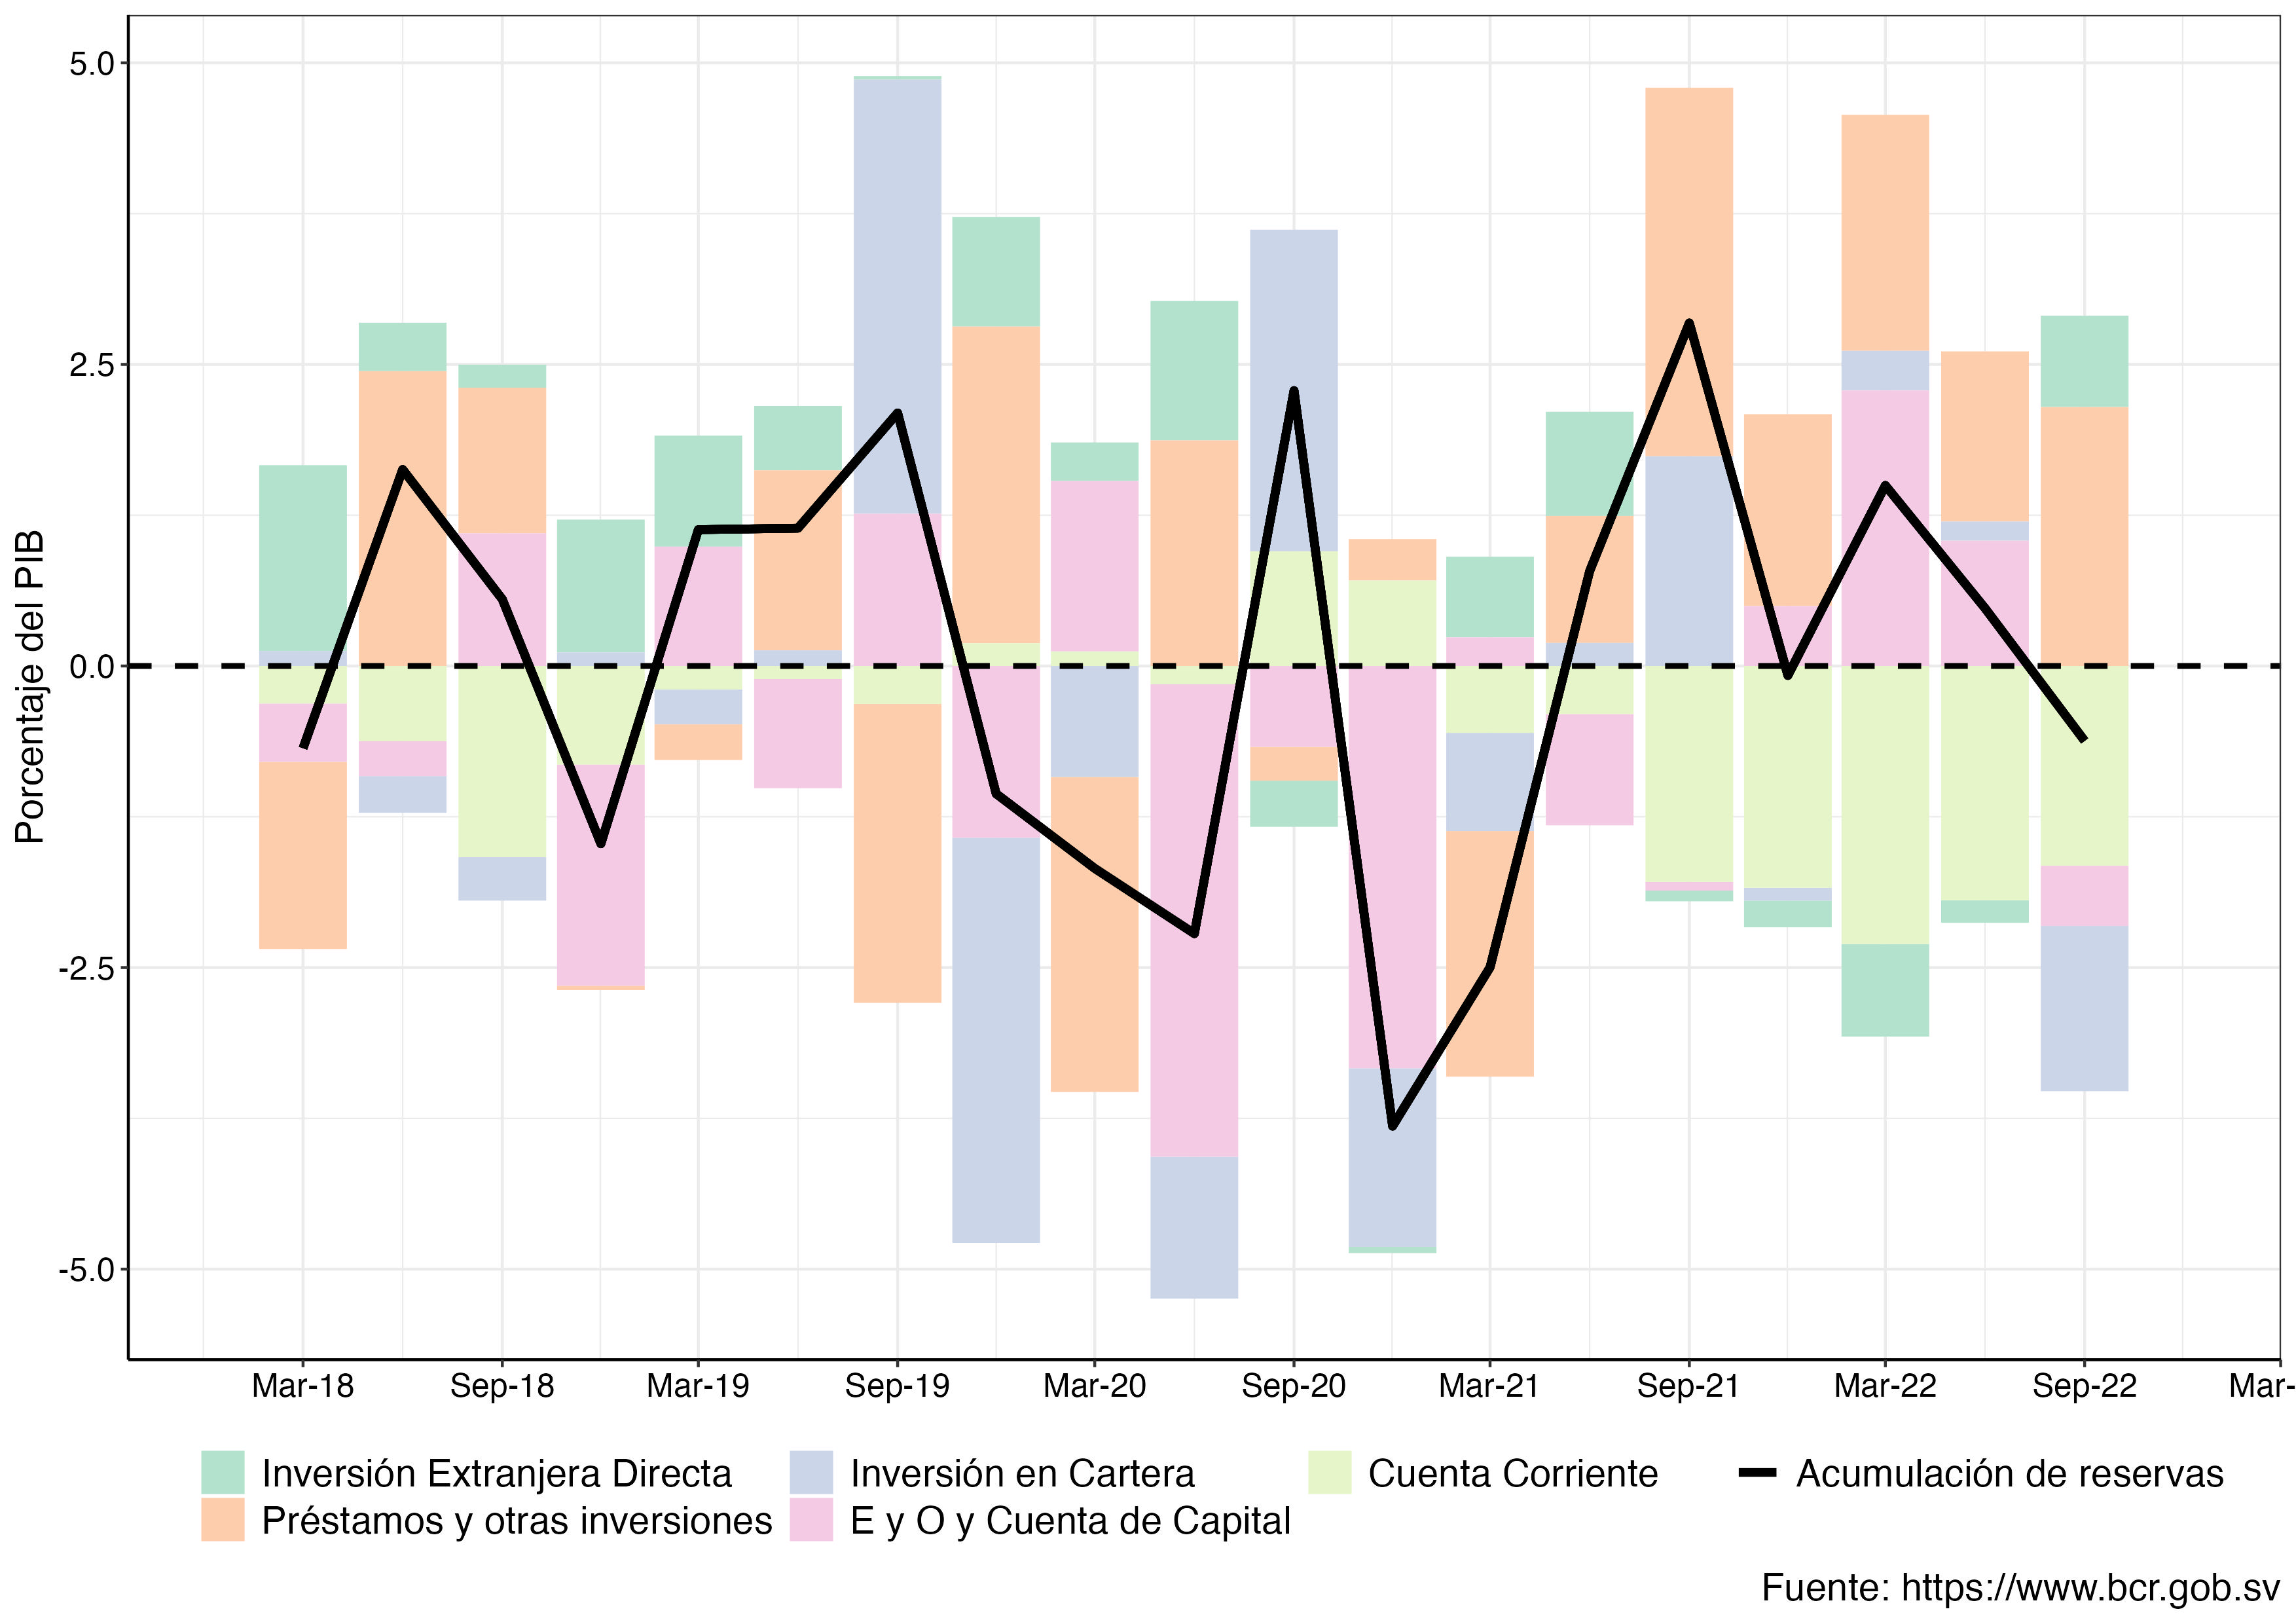 Porcentaje del PIB
5.0
2.5
0.0
-2.5
-5.0
Mar-18 Sep-18 Mar-19 Sep-19 Mar-20 Sep-20 Mar-21 Sep-21 Mar-22 Sep-22 Mar-
Inversión Extranjera Directa Inversión en Cartera Cuenta Corriente Acumulación de reservas
Préstamos y otras inversiones E y O y Cuenta de Capital
Fuente: https://www.bcr.gob.sv